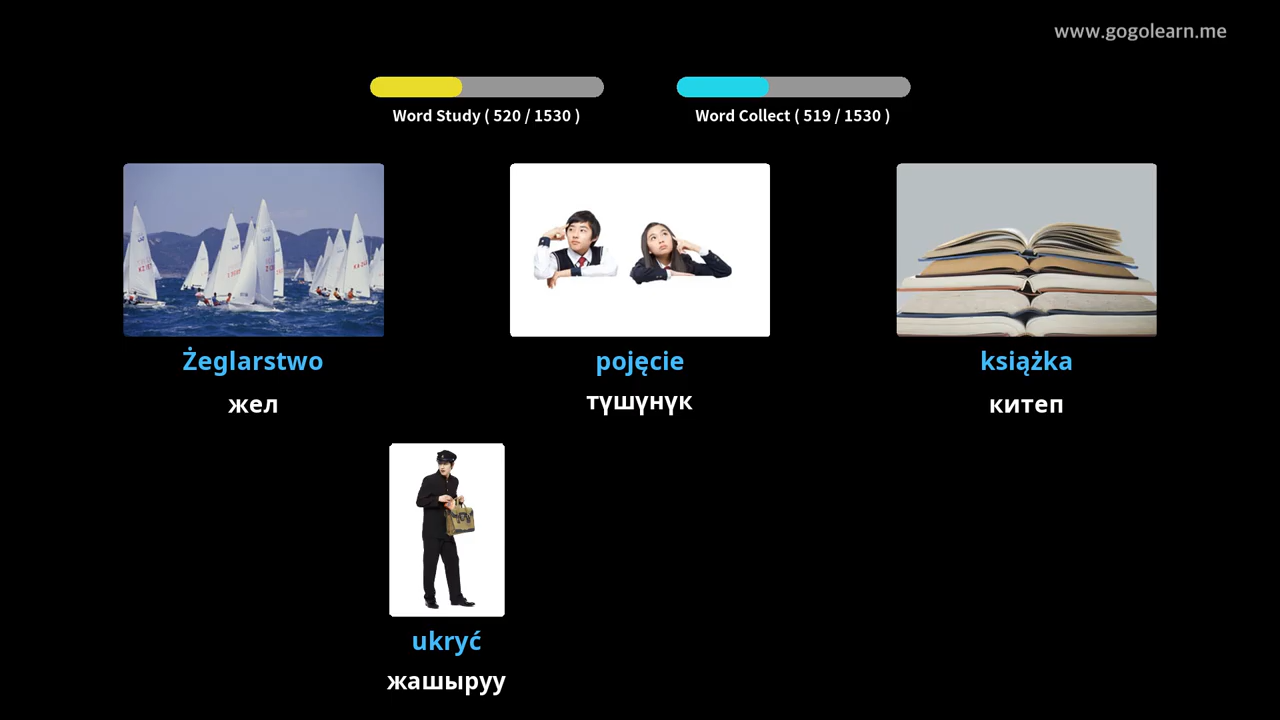 www.gogolearn.me
Word Study ( 520 / 1530 )
Word Collect ( 519 / 1530 )
Żeglarstwo
жел
pojęcie
түшүнүк
książka
китеп
ukryć
жашыруу